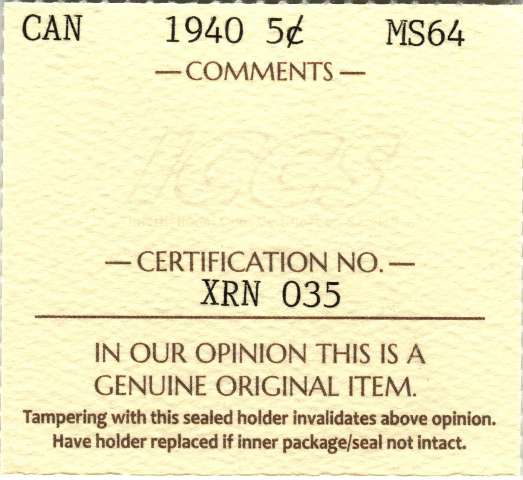 CAN 1940 5¢ MS64
— COMMENTS —
ICCS
— CERTIFICATION NO. —
XRN 035
IN OUR OPINION THIS IS A
GENUINE ORIGINAL ITEM.
Tampering with this sealed holder invalidates above opinion.
Have holder replaced if inner package/seal not intact.